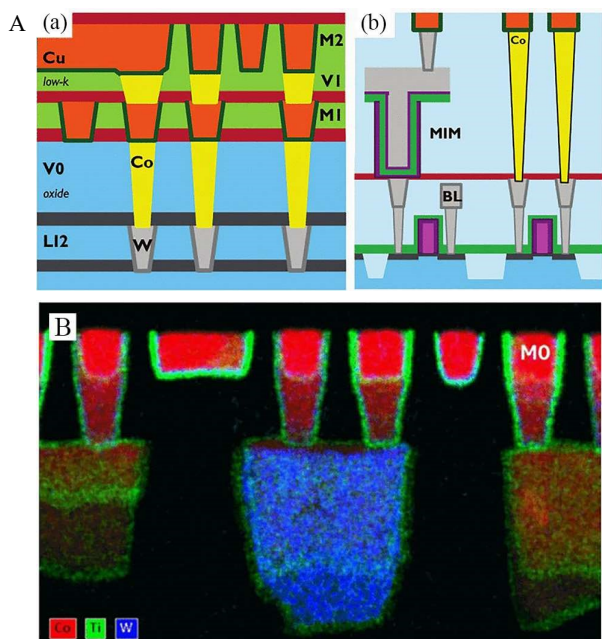 A
(a)
Cu
low-k
M2
V1
M1
V0
oxide
Co
LI2
W
(b)
Co
MIM
BL
B
M0
Co
Ti
W